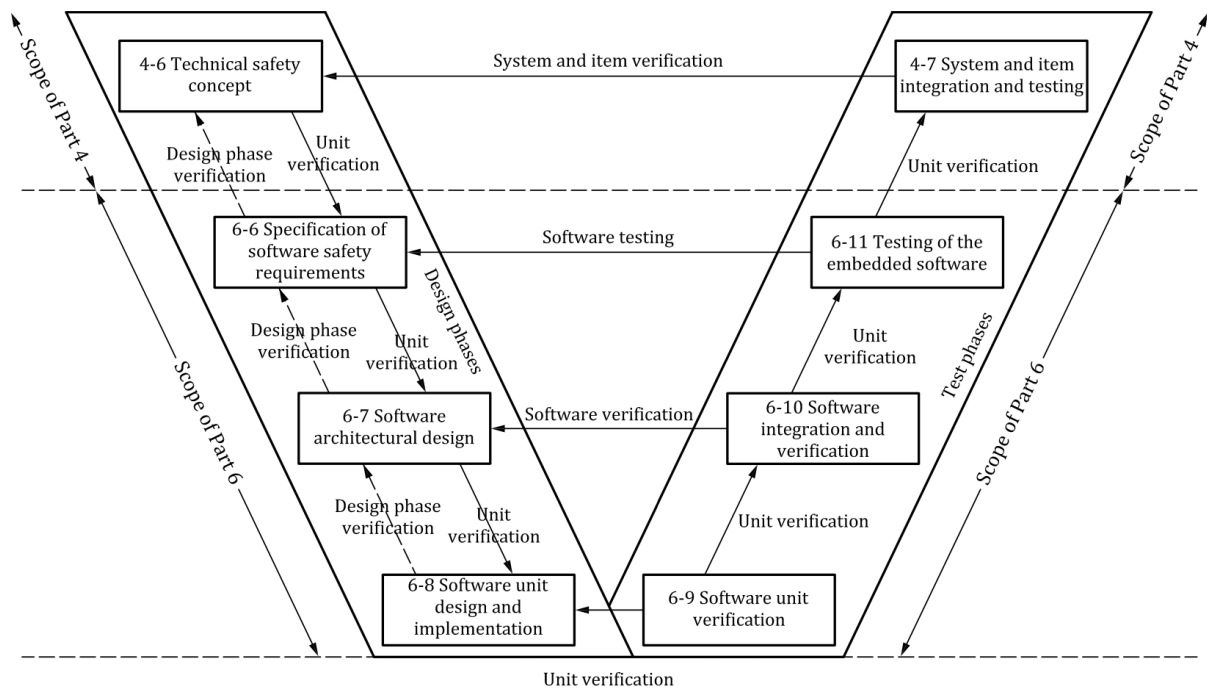 Scope of Part 4
4-6 Technical safety
concept
System and item verification
4-7 System and item
integration and testing
Scope of Part 4
Design phase
verification
Unit
verification
Unit verification
6-6 Specification of
software safety
requirements
Software testing
6-11 Testing of the
embedded software
Design phases
Design phase
verification
Unit
verification
Unit
verification
Test phases
Scope of Part 6
6-7 Software
architectural design
Software verification
6-10 Software
integration and
verification
Scope of Part 6
Design phase
verification
Unit
verification
Unit verification
6-8 Software unit
design and
implementation
6-9 Software unit
verification
Unit verification